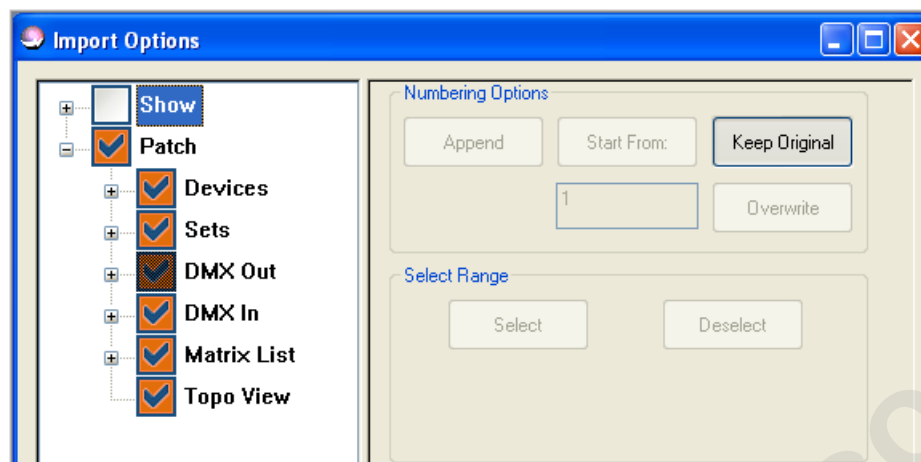 Import Options
Show
Patch
Devices
Sets
DMX Out
DMX In
Matrix List
Topo View
Numbering Options
Append
Start From:
Keep Original
1
Overwrite
Select Range
Select
Deselect